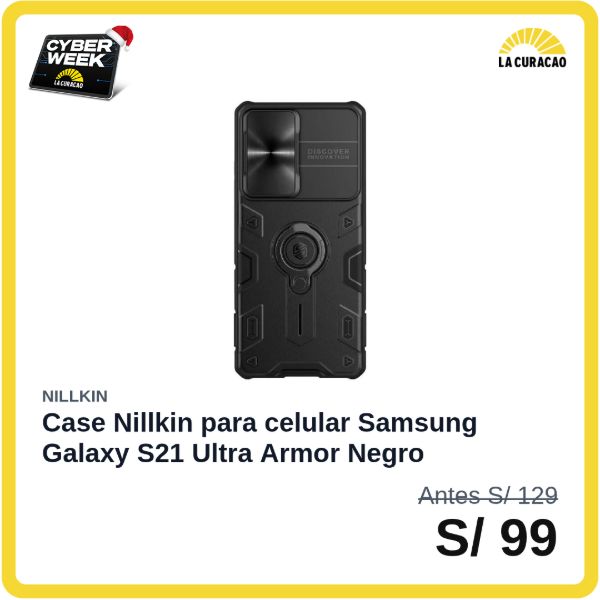 CYBER
WEEK
LA CURACAO
LA CURACAO
DISCOVER
INNOVATION
NILLKIN
Case Nillkin para celular Samsung
Galaxy S21 Ultra Armor Negro
Antes S/ 129
S/ 99